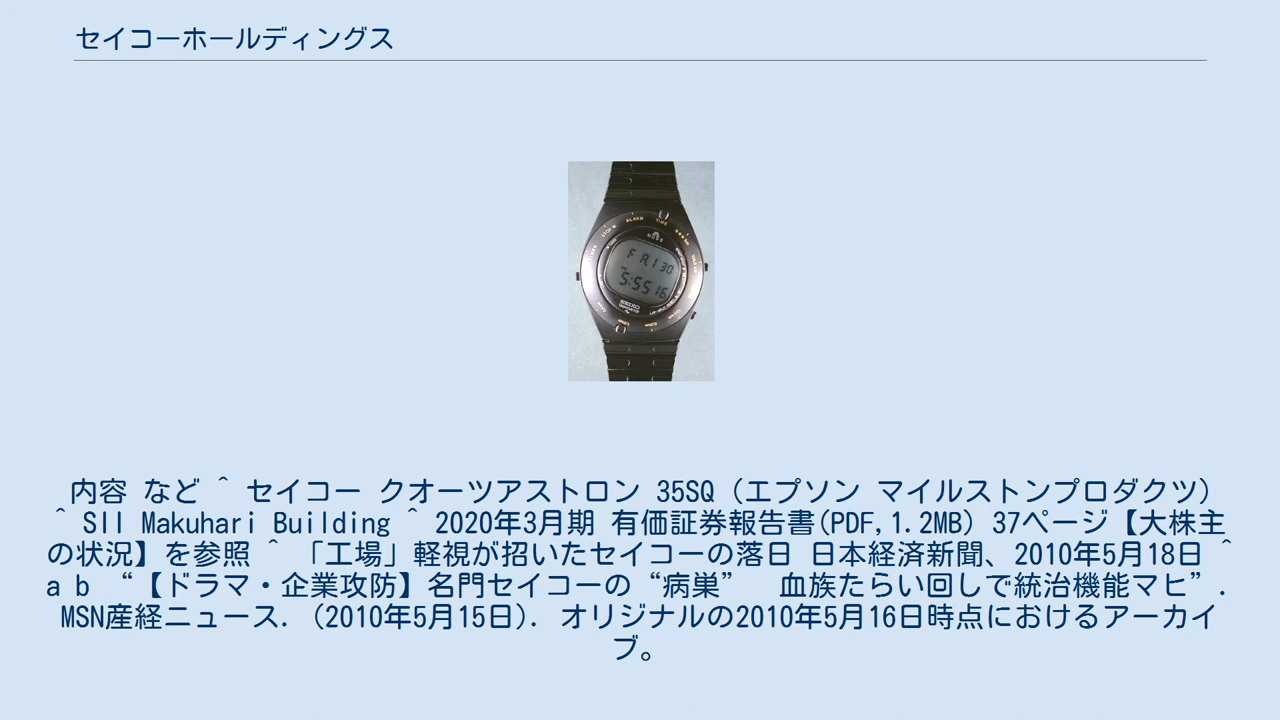 セイコーホールディングス
ALARM
TIME
FRI 30
5:55 16
内容 など ^ セイコー クオーツアストロン 35SQ (エプソン マイルストンプロダクツ)
^ SII Makuhari Building ^ 2020年3月期 有価証券報告書(PDF,1.2MB) 37ページ【大株主
の状況】を参照 ^ 「工場」軽視が招いたセイコーの落日 日本経済新聞、2010年5月18日 ^
a b “【ドラマ・企業攻防】名門セイコーの“病巣” 血族たらい回しで統治機能マヒ”.
MSN産経ニュース. (2010年5月15日). オリジナルの2010年5月16日時点におけるアーカイ
ブ。